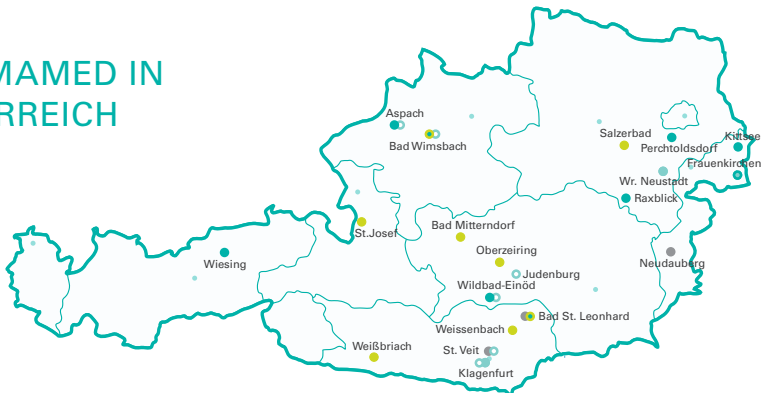 MAMED IN
RREICH
Aspach
Bad Wimsbach
Salzerbad
Perchtoldsdorf
Kittsee
Frauenkirchen
Wr. Neustadt
Raxblick
St.Josef
Bad Mitterndorf
Oberzeiring
Judenburg
Neudauberg
Wiesing
Wildbad-Einöd
Bad St. Leonhard
Weissenbach
Weißbriach
St. Veit
Klagenfurt